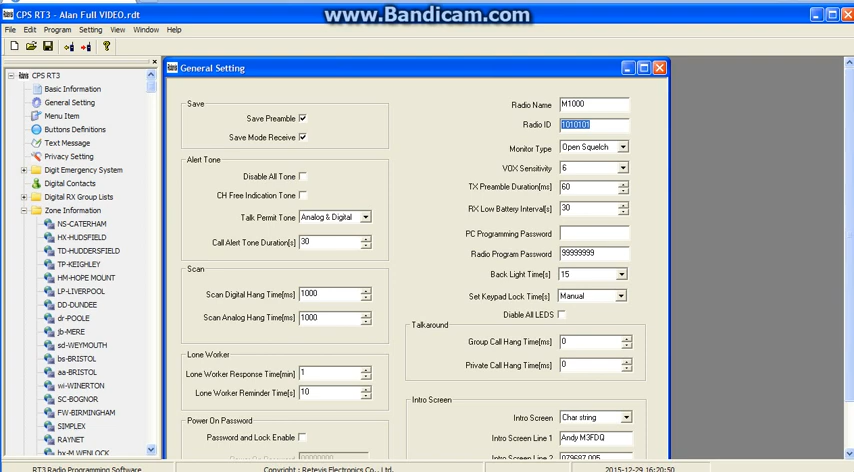 www.Bandicam.com
CPS RT3 - Alan Full VIDEO.rdt
File Edit Program Setting View Window Help
CPS RT3
Basic Information
General Setting
Menu Item
Buttons Definitions
Text Message
Privacy Setting
Digit Emergency System
Digital Contacts
Digital RX Group Lists
Zone Information
NS-CATERHAM
HX-HUDSFIELD
TD-HUDDERSFIELD
TP-KEIGHLEY
HM-HOPE MOUNT
LP-LIVERPOOL
DD-DUNDEE
dr-POOLE
jb-MERE
sd-WEYMOUTH
bs-BRISTOL
aa-BRISTOL
wi-WINERTON
SC-BOGNOR
FW-BIRMINGHAM
SIMPLEX
RAYNET
bx-M.WENLOCK
General Setting
Save
Save Preamble
Save Mode Receive
Alert Tone
Disable All Tone
CH Free Indication Tone
Talk Permit Tone Analog & Digital
Call Alert Tone Duration[s] 30
Scan
Scan Digital Hang Time[ms] 1000
Scan Analog Hang Time[ms] 1000
Lone Worker
Lone Worker Response Time[min] 1
Lone Worker Reminder Time[s] 10
Power On Password
Password and Lock Enable
Radio Name M1000
Radio ID 1010101
Monitor Type Open Squelch
VOX Sensitivity 6
TX Preamble Duration[ms] 60
RX Low Battery Interval[s] 30
PC Programming Password
Radio Program Password 99999999
Back Light Time[s] 15
Set Keypad Lock Time[s] Manual
Diable All LEDS
Talkaround
Group Call Hang Time[ms] 0
Private Call Hang Time[ms] 0
Intro Screen
Intro Screen Char string
Intro Screen Line 1 Andy M3FDQ
Intro Screen Line 2
RT3 Radio Programming Software
Copyright : Retevis Electronics Co., Ltd.
2015-12-29 16:20:50